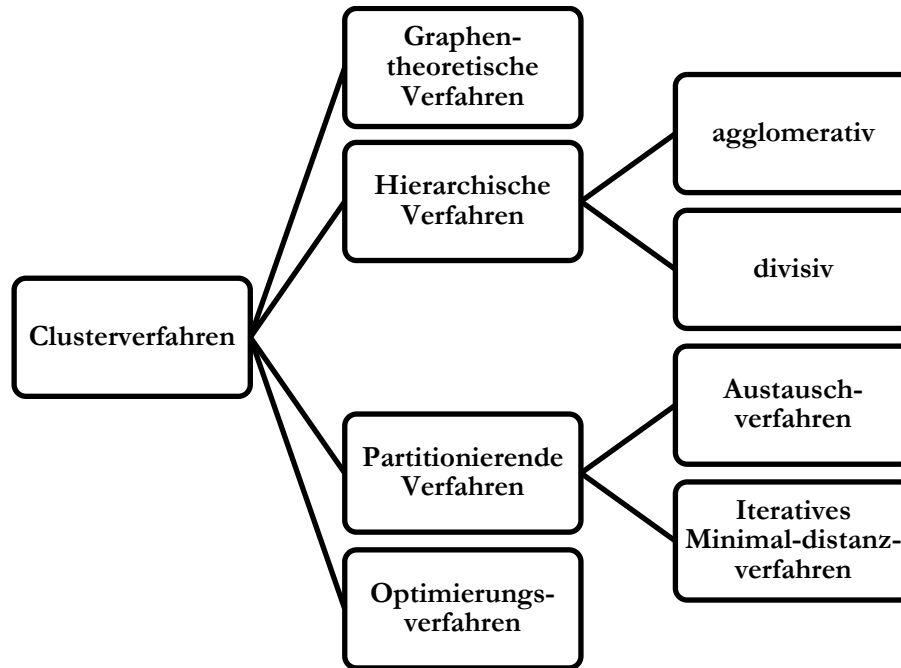 Graphen-
theoretische
Verfahren
agglomerativ
Hierarchische
Verfahren
divisiv
Clusterverfahren
Austausch-
verfahren
Partitionierende
Verfahren
Iteratives
Minimal-distanz-
verfahren
Optimierungs-
verfahren